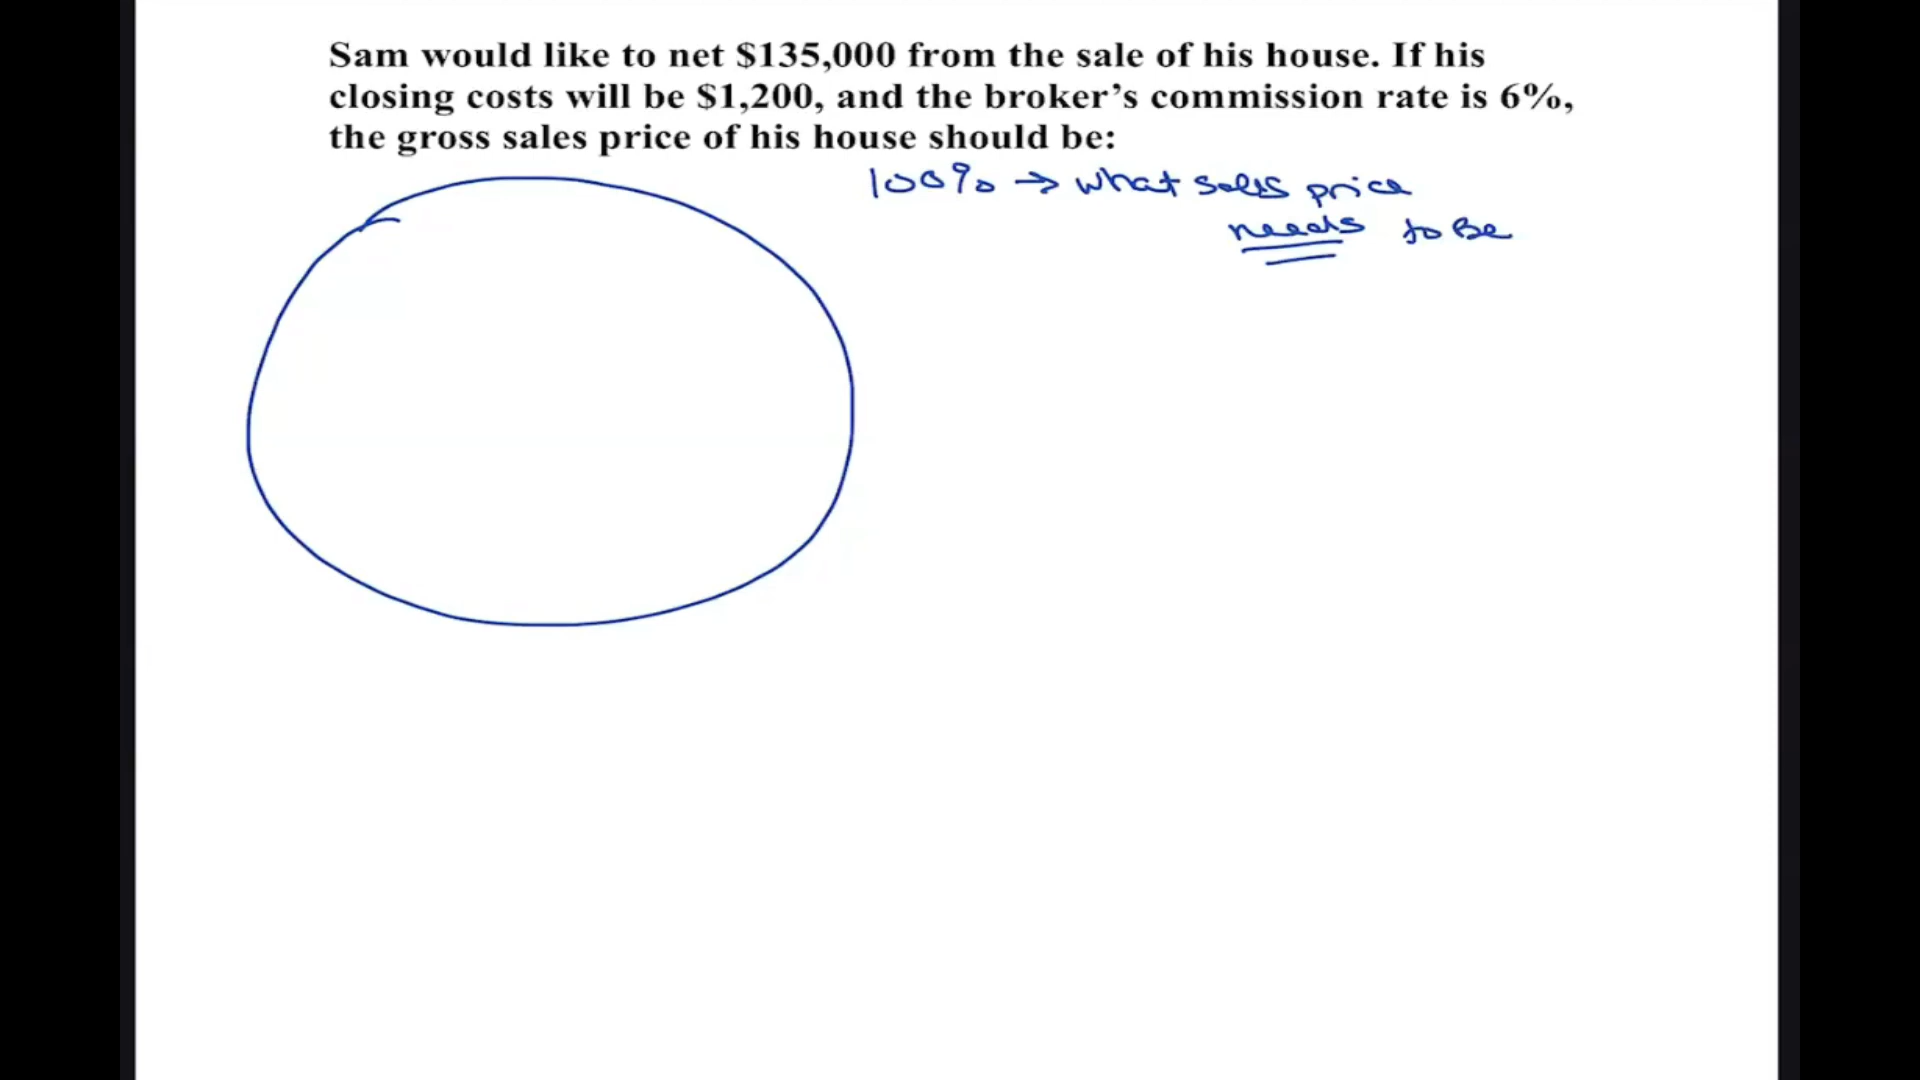 Sam would like to net $135,000 from the sale of his house. If his
closing costs will be $1,200, and the broker’s commission rate is 6%,
the gross sales price of his house should be:
100% → what sales price
needs to Be